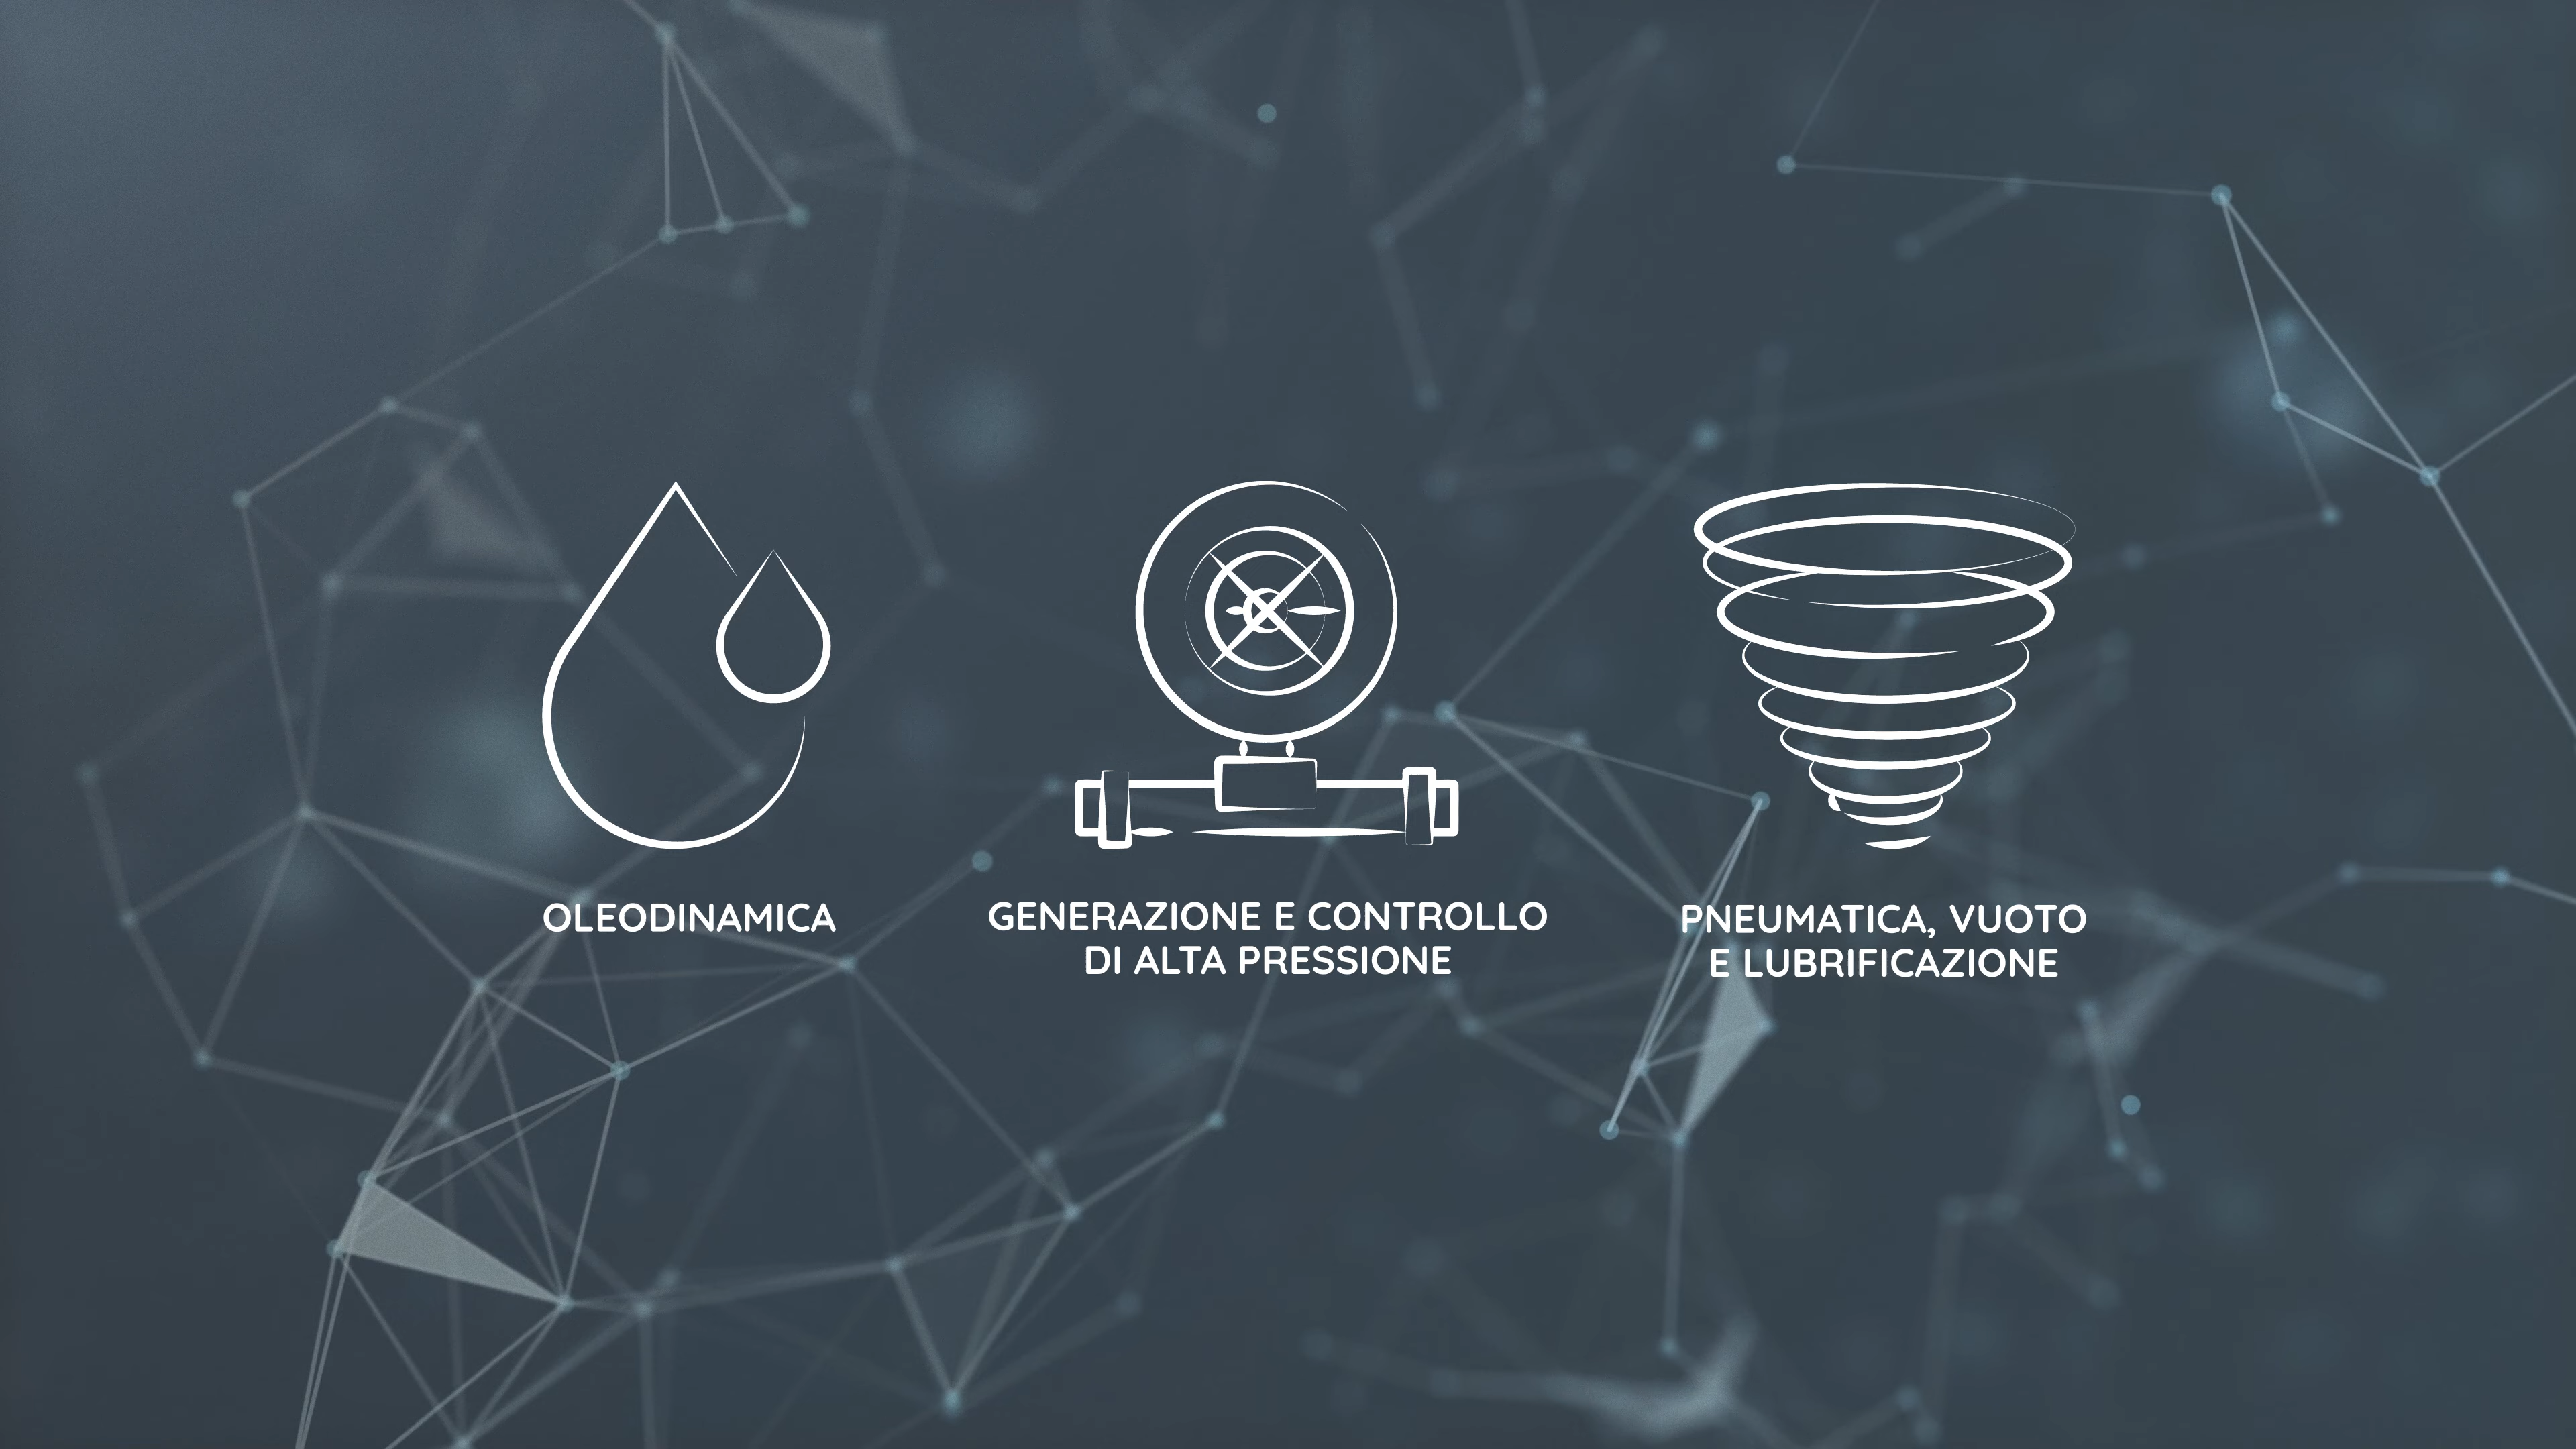 OLEODINAMICA
GENERAZIONE E CONTROLLO
DI ALTA PRESSIONE
PNEUMATICA, VUOTO
E LUBRIFICAZIONE